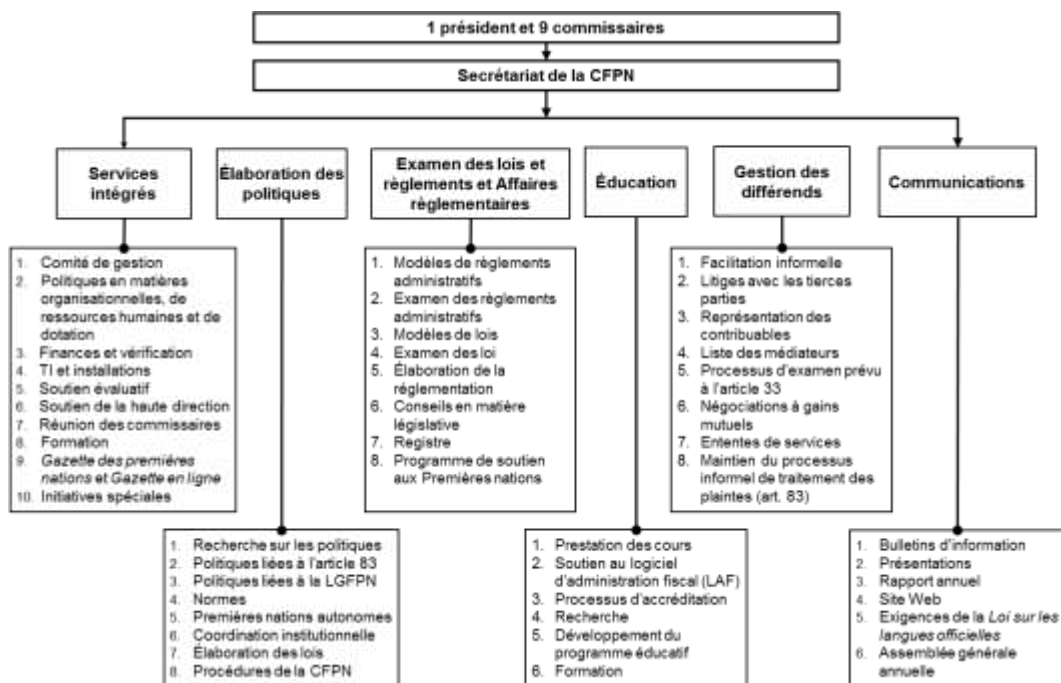 1 président et 9 commissaires
Secrétariat de la CFPN
Services
intégrés
Élaboration des
politiques
Examen des lois et
règlements et Affaires
règlementaires
Éducation
Gestion des
différends
Communications
1. Comité de gestion
2. Politiques en matières
organisationnelles, de
ressources humaines et de
dotation
3. Finances et vérification
4. TI et installations
5. Soutien évaluatif
6. Soutien de la haute direction
7. Réunion des commissaires
8. Formation
9. Gazette des premières
nations et Gazette en ligne
10. Initiatives spéciales
1. Modèles de règlements
administratifs
2. Examen des règlements
administratifs
3. Modèles de lois
4. Examen des loi
5. Élaboration de la
réglementation
6. Conseils en matière
législative
7. Registre
8. Programme de soutien
aux Premières nations
1. Facilitation informelle
2. Litiges avec les tierces
parties
3. Représentation des
contribuables
4. Liste des médiateurs
5. Processus d'examen prévu
à l'article 33
6. Négociations à gains
mutuels
7. Ententes de services
8. Maintien du processus
informel de traitement des
plaintes (art. 83)
1. Recherche sur les politiques
2. Politiques liées à l'article 83
3. Politiques liées à la LGFPN
4. Normes
5. Premières nations autonomes
6. Coordination institutionnelle
7. Élaboration des lois
8. Procédures de la CFPN
1. Prestation des cours
2. Soutien au logiciel
d'administration fiscal (LAF)
3. Processus d'accréditation
4. Recherche
5. Développement du
programme éducatif
6. Formation
1. Bulletins d'information
2. Présentations
3. Rapport annuel
4. Site Web
5. Exigences de la Loi sur les
langues officielles
6. Assemblée générale
annuelle